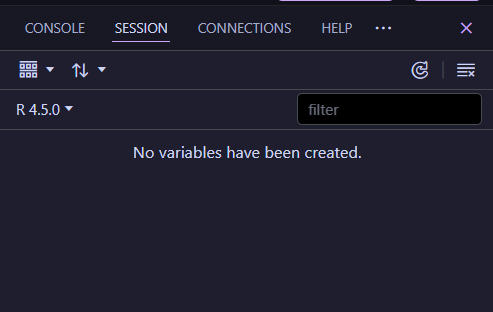 CONSOLE SESSION CONNECTIONS HELP ...
R 4.5.0 filter
No variables have been created.